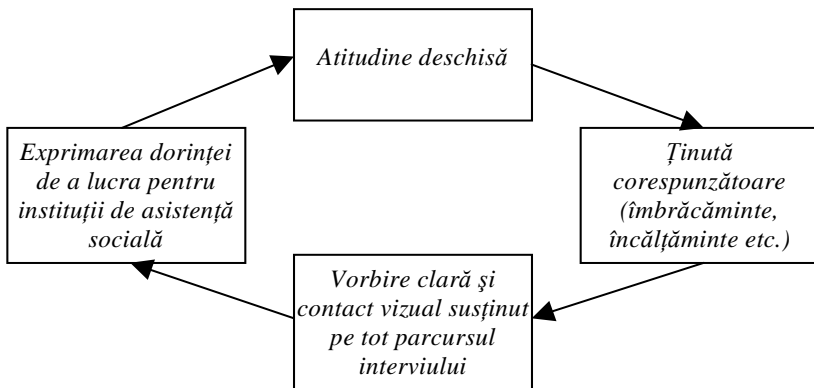 Atitudine deschisă
Exprimarea dorinței
de a lucra pentru
instituții de asistență
socială
Ținută
corespunzătoare
(îmbrăcăminte,
încălțăminte etc.)
Vorbire clară şi
contact vizual susținut
pe tot parcursul
interviului